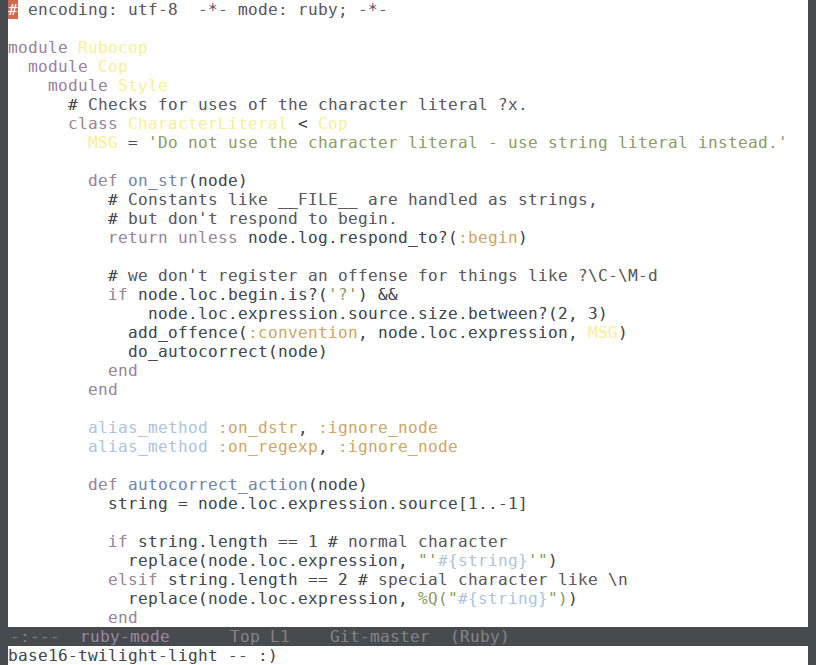 # encoding: utf-8  -*- mode: ruby; -*-

module Rubocop
  module Cop
    module Style
      # Checks for uses of the character literal ?x.
      class CharacterLiteral < Cop
        MSG = 'Do not use the character literal - use string literal instead.'

        def on_str(node)
          # Constants like __FILE__ are handled as strings,
          # but don't respond to begin.
          return unless node.log.respond_to?(:begin)

          # we don't register an offense for things like ?\C-\M-d
          if node.loc.begin.is?('?') &&
              node.loc.expression.source.size.between?(2, 3)
            add_offence(:convention, node.loc.expression, MSG)
            do_autocorrect(node)
          end
        end

        alias_method :on_dstr, :ignore_node
        alias_method :on_regexp, :ignore_node

        def autocorrect_action(node)
          string = node.loc.expression.source[1..-1]

          if string.length == 1 # normal character
            replace(node.loc.expression, "'#{string}'")
          elsif string.length == 2 # special character like \n
            replace(node.loc.expression, %Q("#{string}"))
          end
-:---  ruby-mode      Top L1    Git-master  (Ruby)
base16-twilight-light -- :)